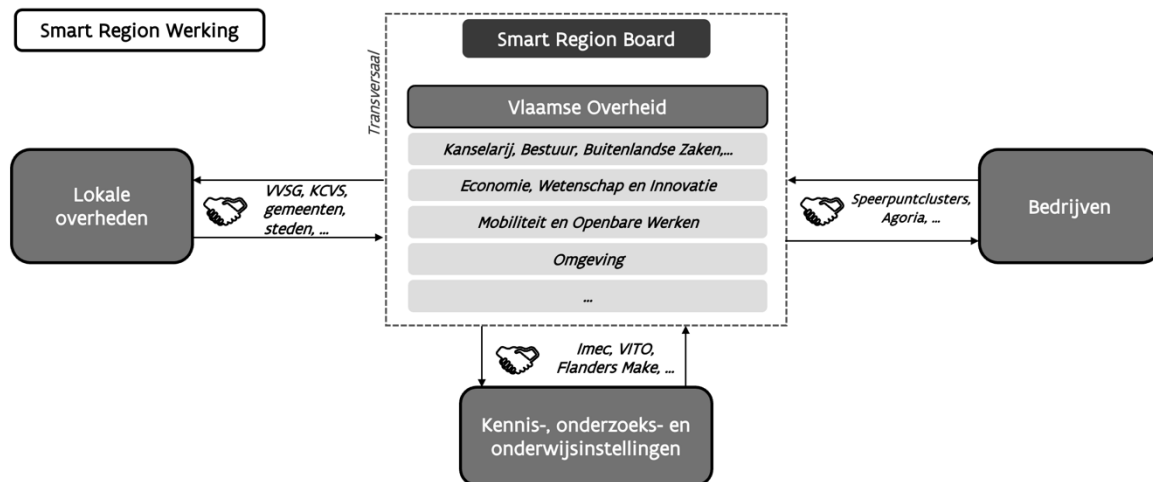 Smart Region Werking
Smart Region Board
Transversaal
Vlaamse Overheid
Kanselarij, Bestuur, Buitenlandse Zaken,...
Economie, Wetenschap en Innovatie
Mobiliteit en Openbare Werken
Omgeving
...
Lokale
overheden
VVSG, KCVS,
gemeenten,
steden, ...
Speerpuntclusters,
Agoria, ...
Bedrijven
Imec, VITO,
Flanders Make, ...
Kennis-, onderzoeks- en
onderwijsinstellingen